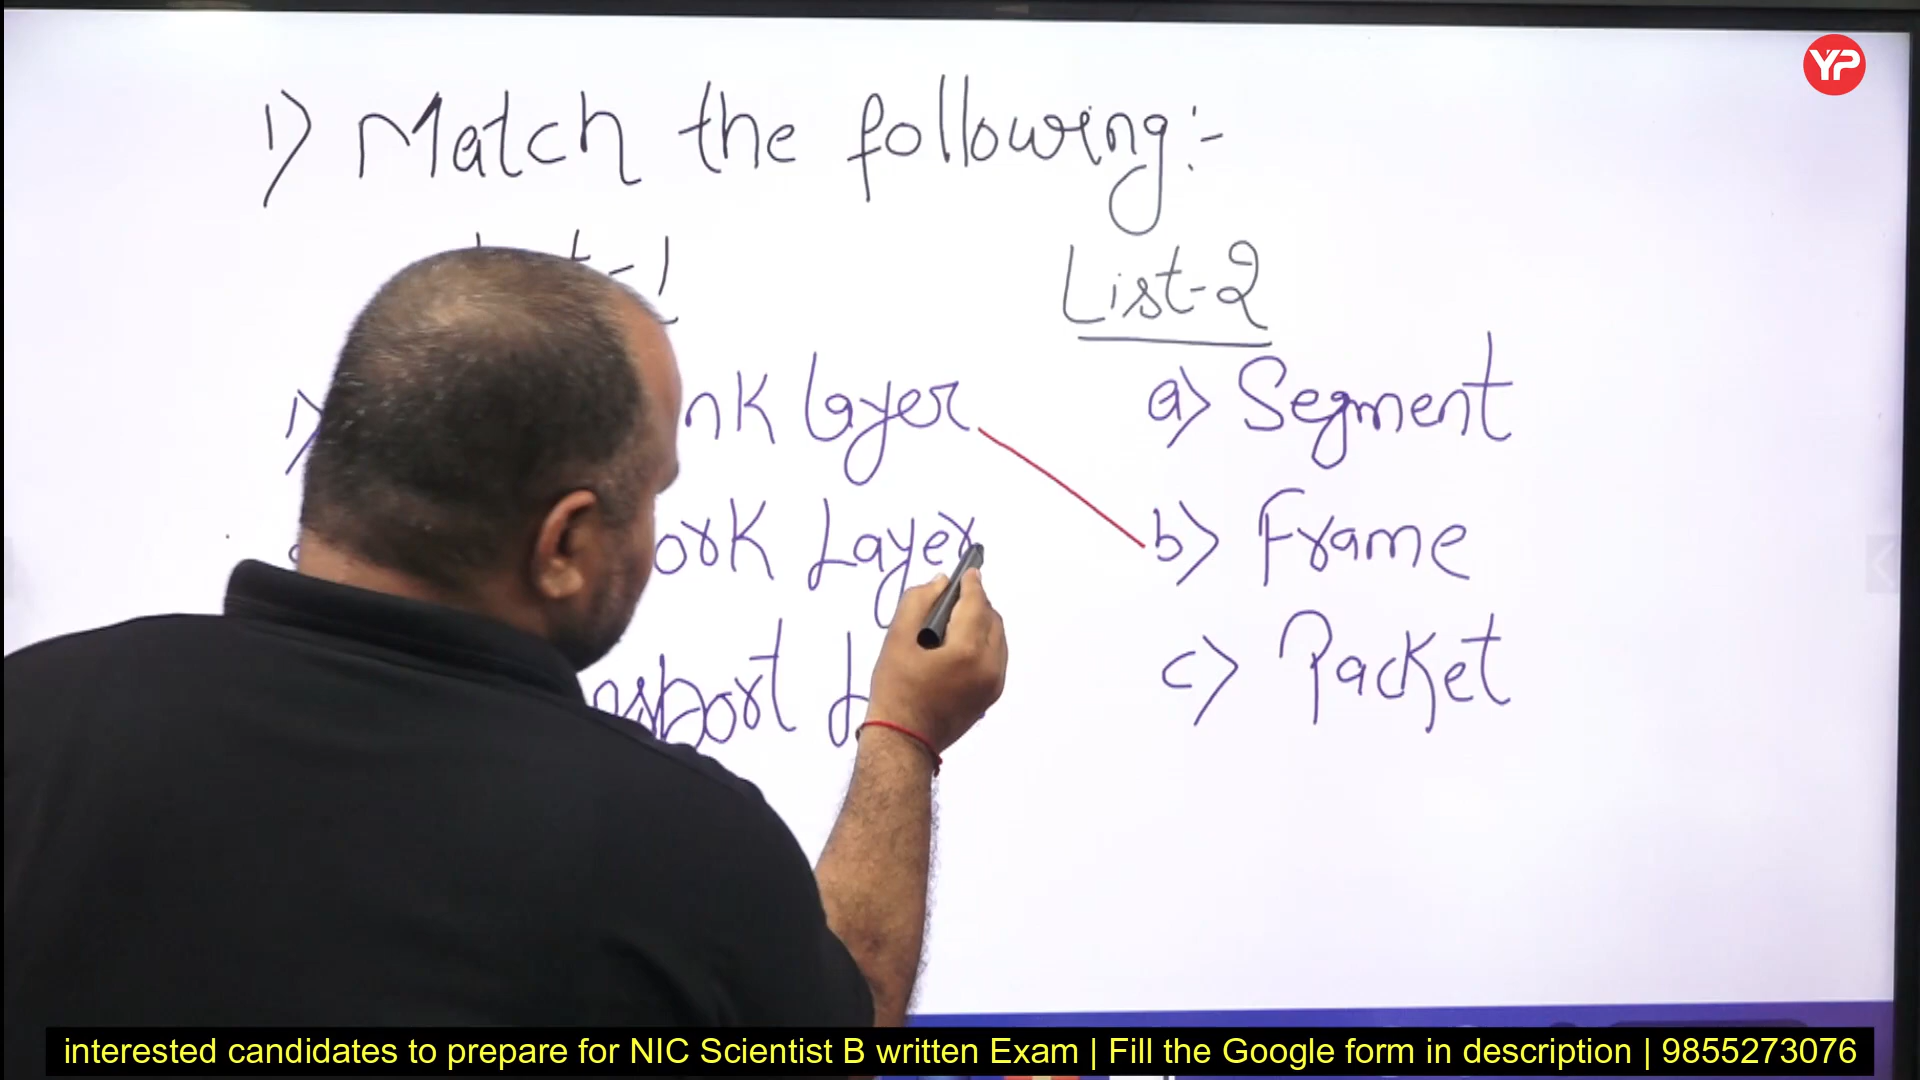 YP
1) Match the following:-
List-2
1) nk layer a) Segment
ork Layer b) Frame
c) Packet
interested candidates to prepare for NIC Scientist B written Exam | Fill the Google form in description | 9855273076